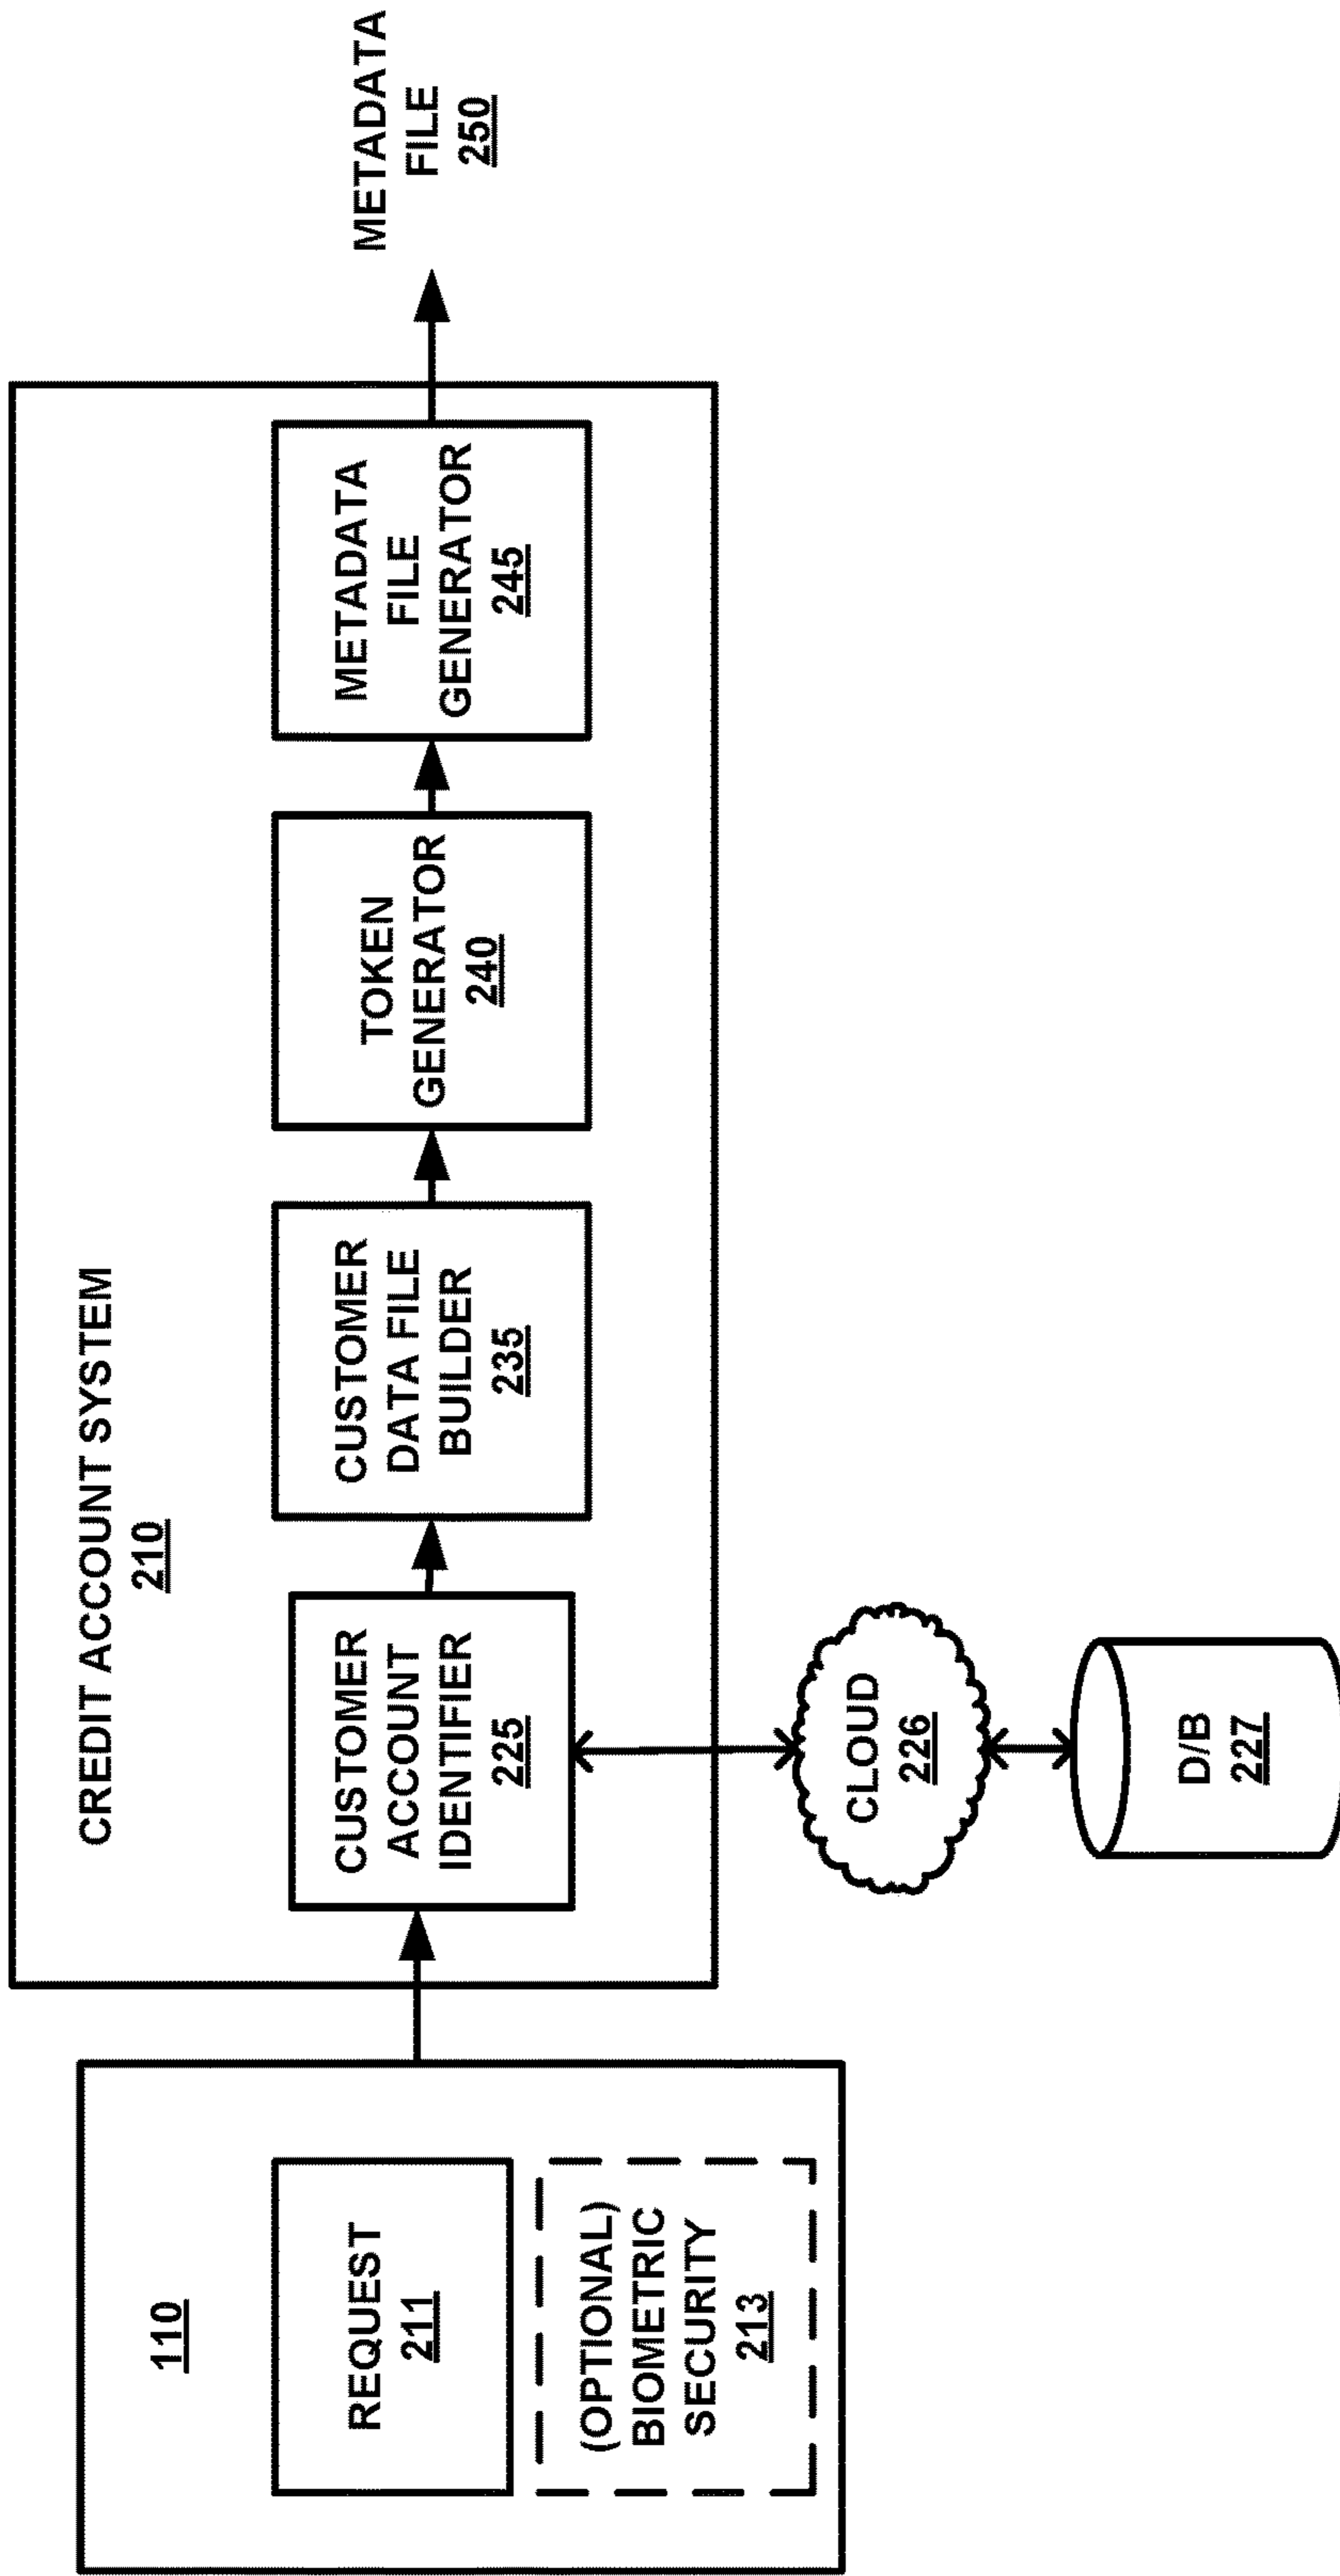 110
REQUEST
211
(OPTIONAL)
BIOMETRIC
SECURITY
213
CREDIT ACCOUNT SYSTEM
210
CUSTOMER
ACCOUNT
IDENTIFIER
225
CUSTOMER
DATA FILE
BUILDER
235
TOKEN
GENERATOR
240
METADATA
FILE
GENERATOR
245
METADATA
FILE
250
CLOUD
226
D/B
227